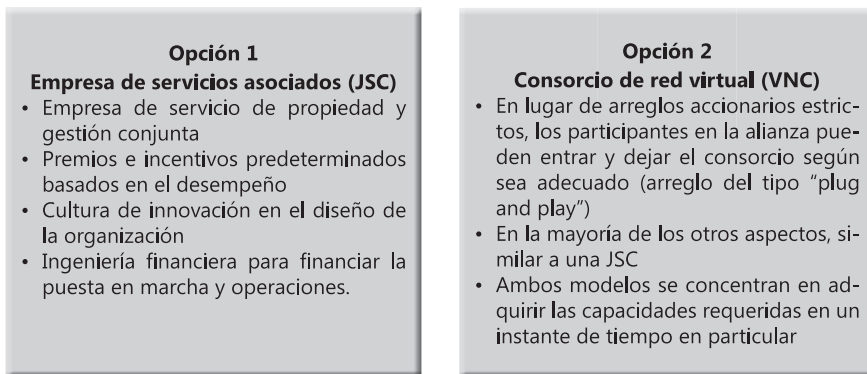 Opción 1
Empresa de servicios asociados (JSC)
• Empresa de servicio de propiedad y
gestión conjunta
• Premios e incentivos predeterminados
basados en el desempeño
• Cultura de innovación en el diseño de
la organización
• Ingeniería financiera para financiar la
puesta en marcha y operaciones.
Opción 2
Consorcio de red virtual (VNC)
• En lugar de arreglos accionarios estric-
tos, los participantes en la alianza pue-
den entrar y dejar el consorcio según
sea adecuado (arreglo del tipo “plug
and play”)
• En la mayoría de los otros aspectos, si-
milar a una JSC
• Ambos modelos se concentran en ad-
quirir las capacidades requeridas en un
instante de tiempo en particular